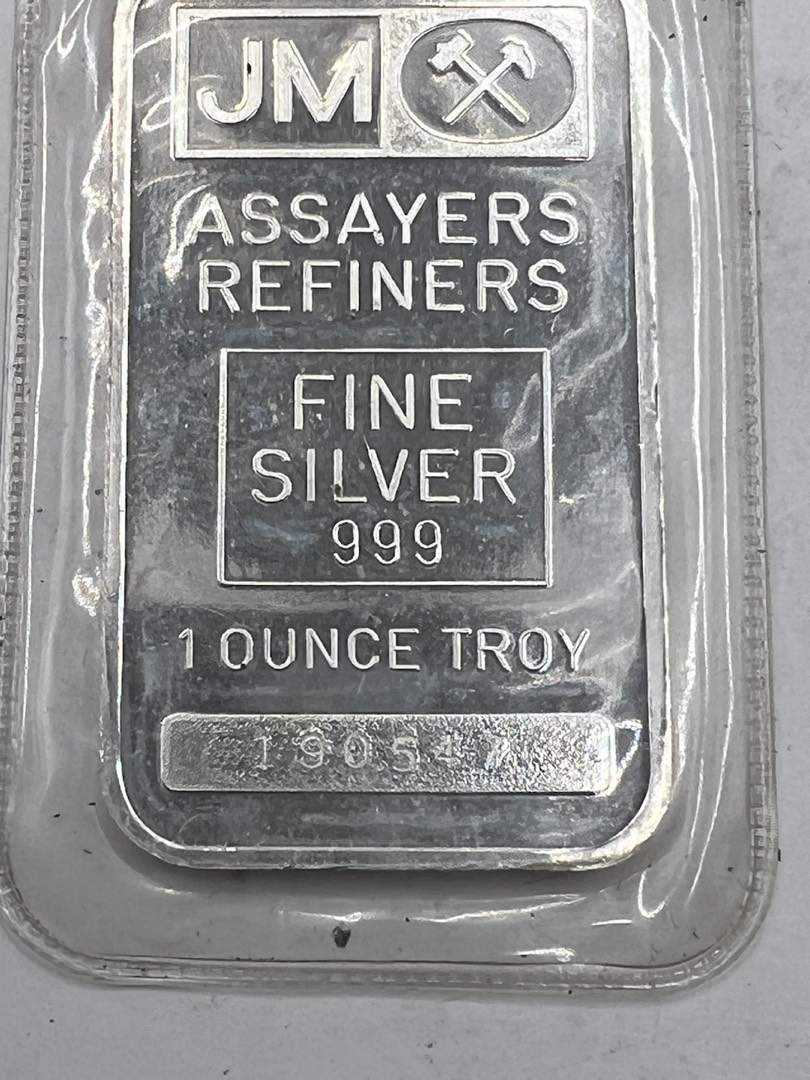 JM
ASSAYERS
REFINERS
FINE
SILVER
999
1 OUNCE TROY